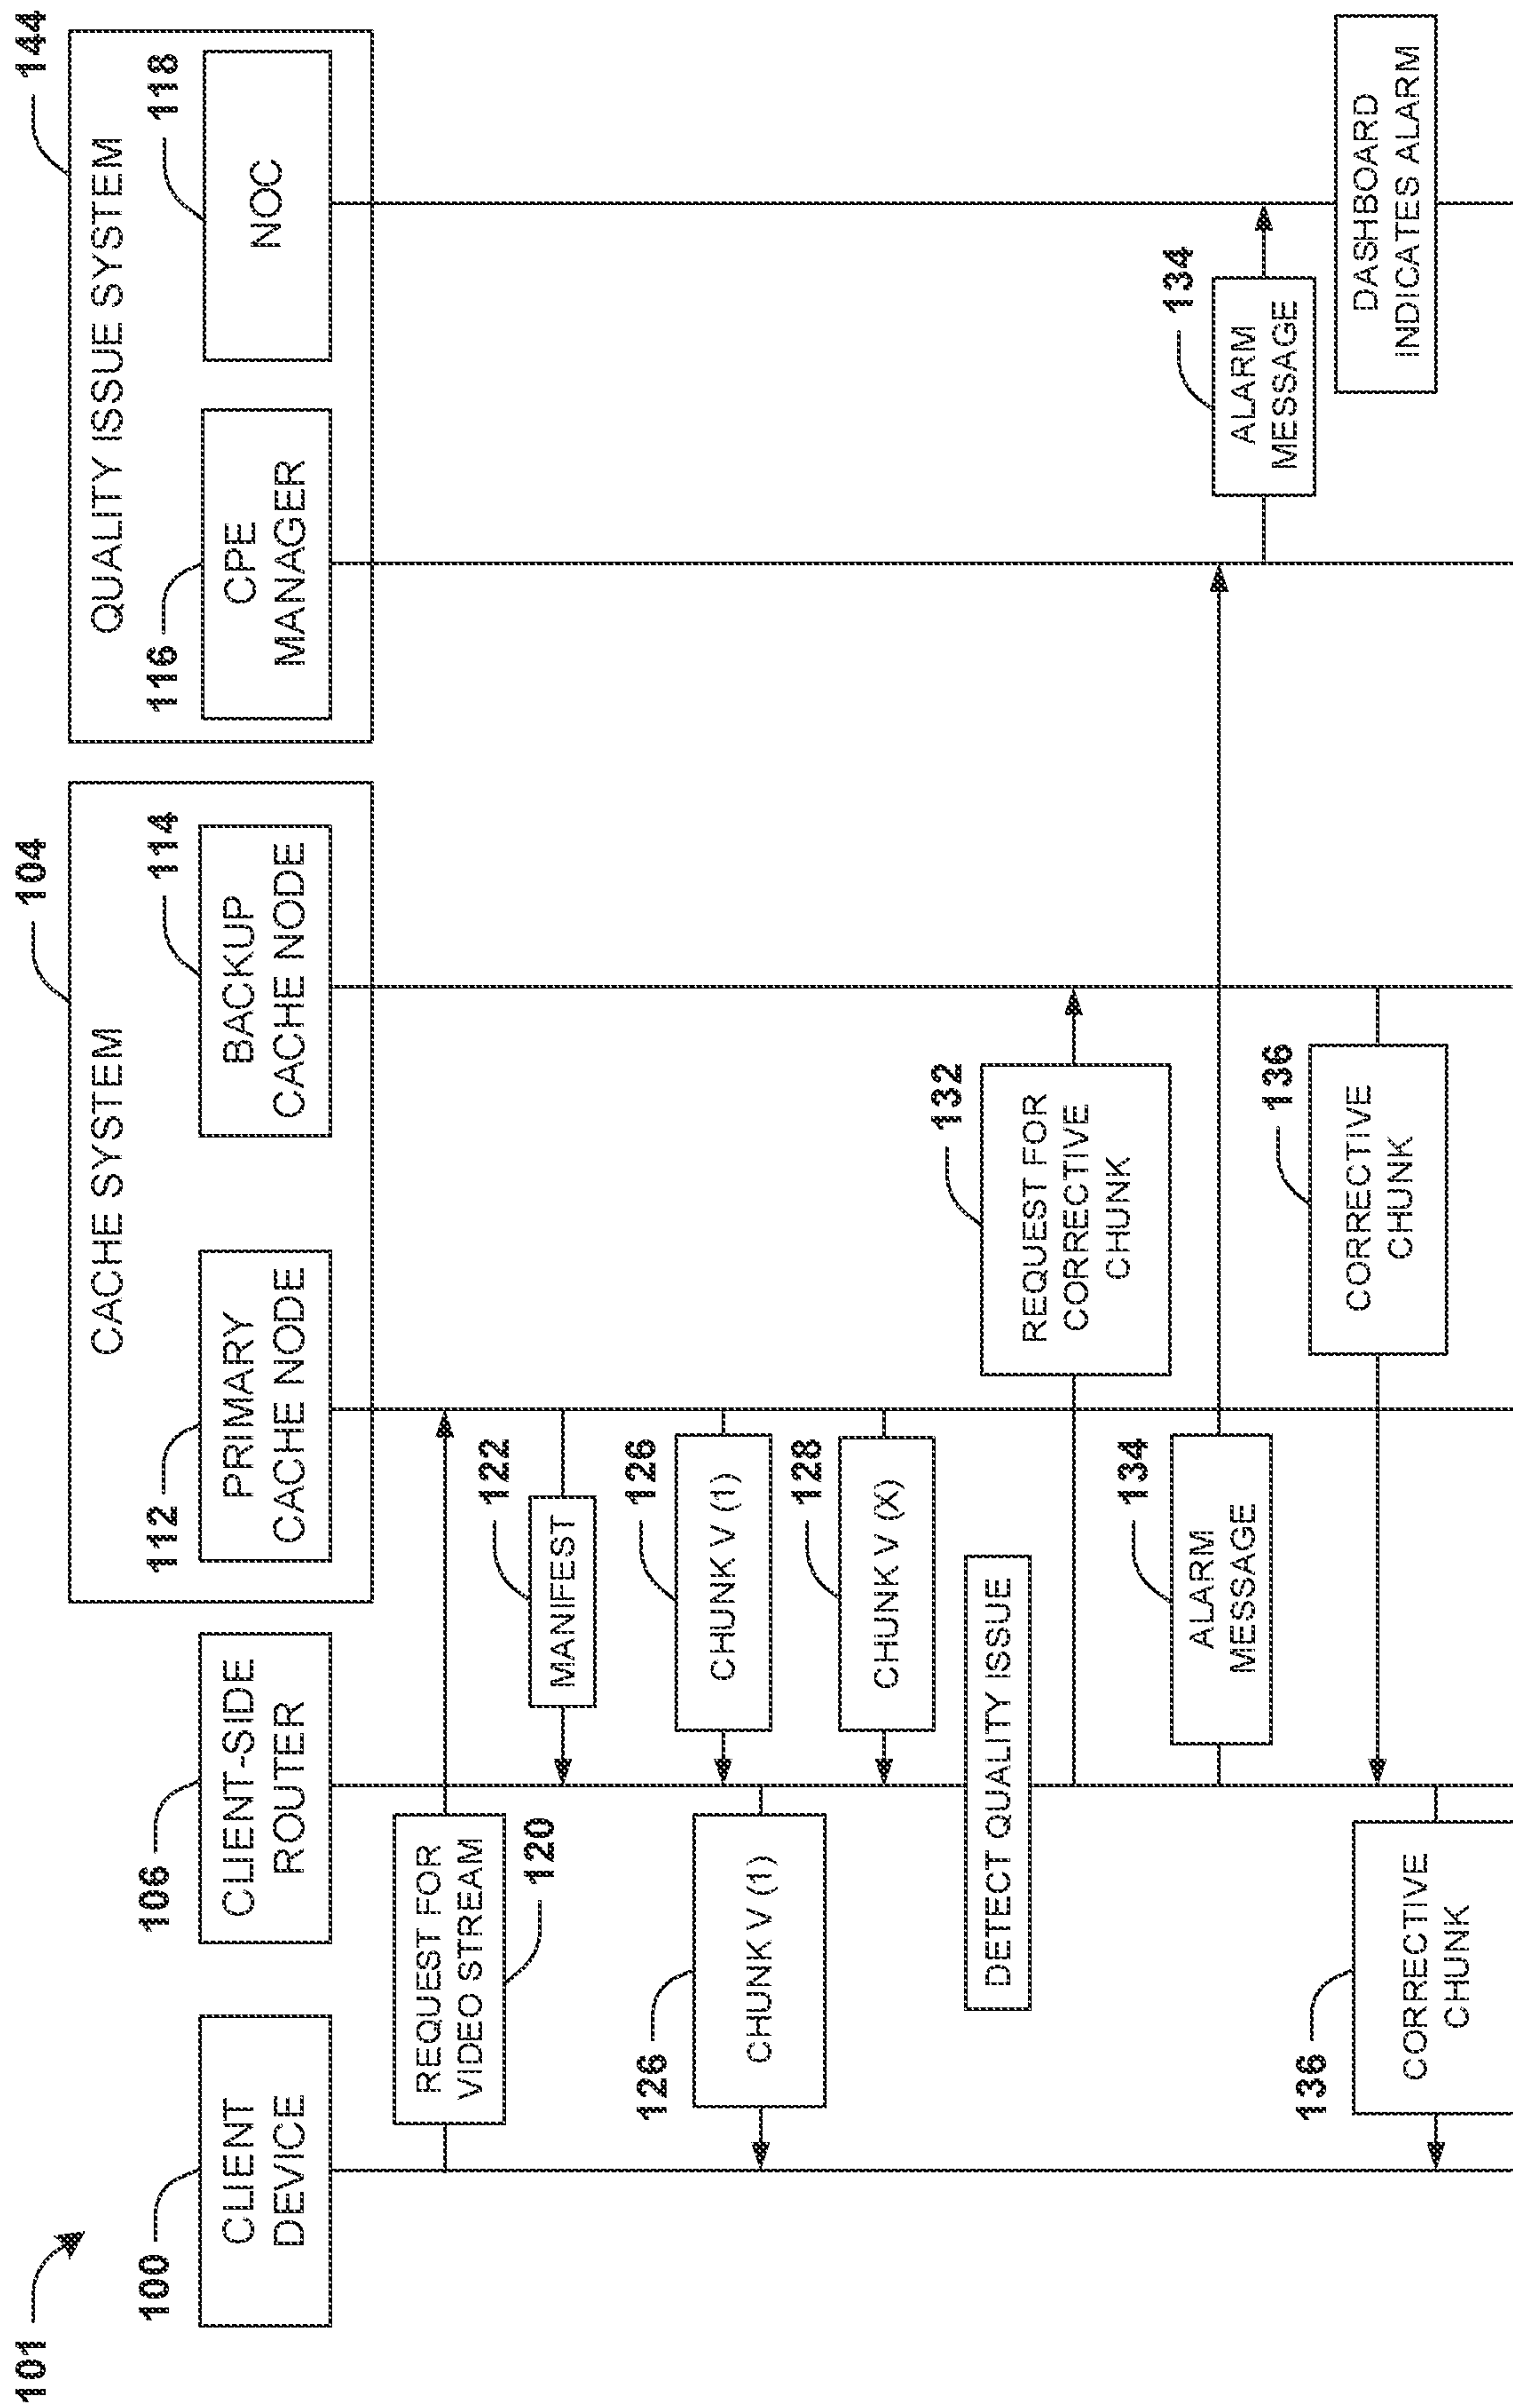 101
100
CLIENT
DEVICE
106
CLIENT-SIDE
ROUTER
104
CACHE SYSTEM
112
PRIMARY
CACHE NODE
114
BACKUP
CACHE NODE
144
QUALITY ISSUE SYSTEM
116
CPE
MANAGER
118
NOC
REQUEST FOR
VIDEO STREAM
120
122
MANIFEST
126
CHUNK V (1)
126
CHUNK V (1)
128
CHUNK V (X)
DETECT QUALITY ISSUE
132
REQUEST FOR
CORRECTIVE
CHUNK
134
ALARM
MESSAGE
134
ALARM
MESSAGE
136
CORRECTIVE
CHUNK
DASHBOARD
INDICATES ALARM
136
CORRECTIVE
CHUNK